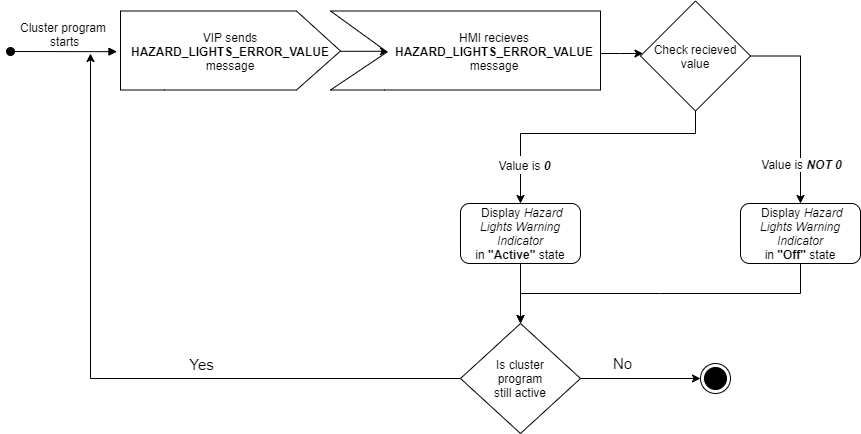 Cluster program
starts
VIP sends
HAZARD_LIGHTS_ERROR_VALUE
message
HMI recieves
HAZARD_LIGHTS_ERROR_VALUE
message
Check recieved
value
Value is 0
Value is NOT 0
Display Hazard
Lights Warning
Indicator
in "Active" state
Display Hazard
Lights Warning
Indicator
in "Off" state
Is cluster
program
still active
Yes
No